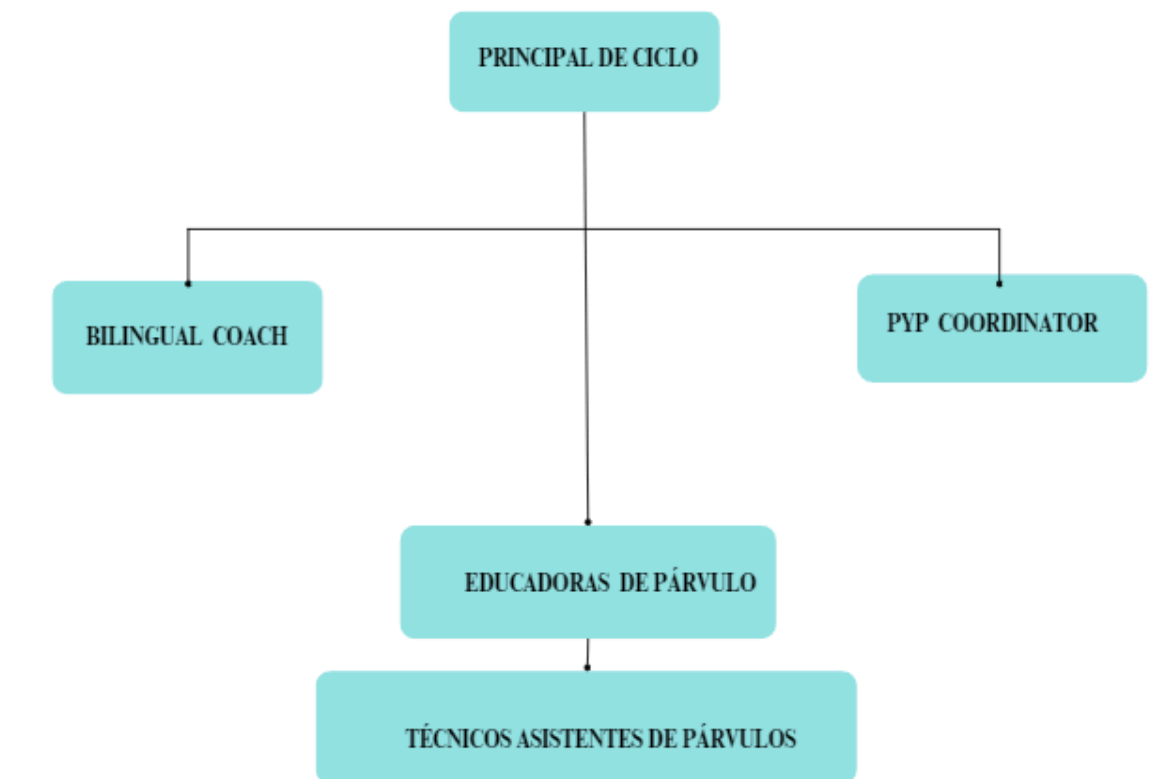 PRINCIPAL DE CICLO
BILINGUAL COACH
PYP COORDINATOR
EDUCADORAS DE PÁRVULO
TÉCNICOS ASISTENTES DE PÁRVULOS